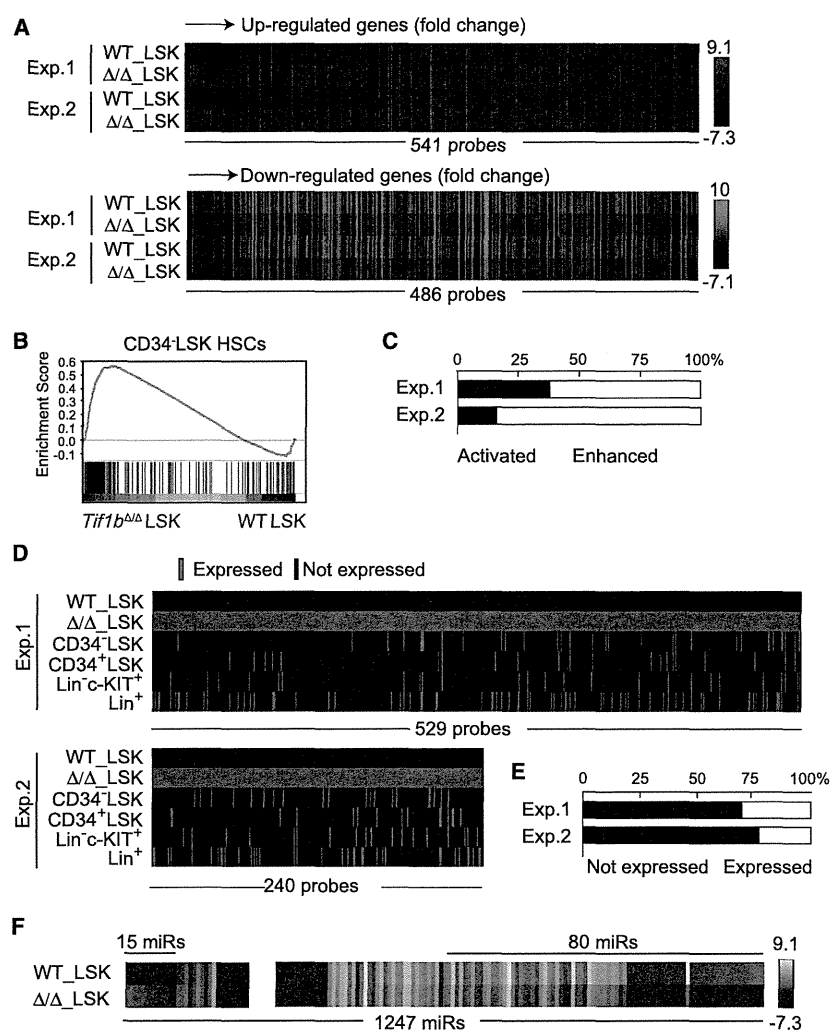 A
Up-regulated genes (fold change)
Exp.1
WT_LSK
Δ/Δ_LSK
Exp.2
WT_LSK
Δ/Δ_LSK
541 probes
9.1
-7.3
Down-regulated genes (fold change)
Exp.1
WT_LSK
Δ/Δ_LSK
Exp.2
WT_LSK
Δ/Δ_LSK
486 probes
10
-7.1
B
CD34⁻LSK HSCs
Enrichment Score
0.6
0.5
0.4
0.3
0.2
0.1
0.0
-0.1
Tif1b^Δ/Δ LSK
WT LSK
C
0 25 50 75 100%
Exp.1
Exp.2
Activated Enhanced
D
Expressed Not expressed
Exp.1
WT_LSK
Δ/Δ_LSK
CD34⁻LSK
CD34⁺LSK
Lin⁻c-KIT⁺
Lin⁺
529 probes
Exp.2
WT_LSK
Δ/Δ_LSK
CD34⁻LSK
CD34⁺LSK
Lin⁻c-KIT⁺
Lin⁺
240 probes
E
0 25 50 75 100%
Exp.1
Exp.2
Not expressed Expressed
F
15 miRs
80 miRs
WT_LSK
Δ/Δ_LSK
1247 miRs
9.1
-7.3